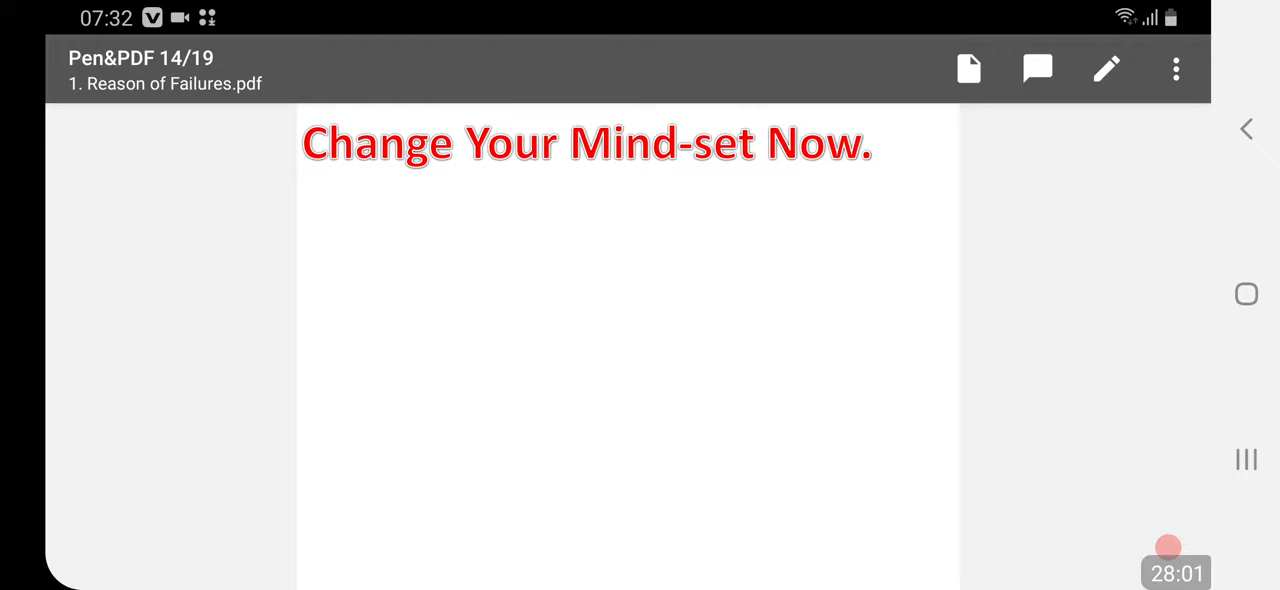 07:32
Pen&PDF 14/19
1. Reason of Failures.pdf
Change Your Mind-set Now.
28:01